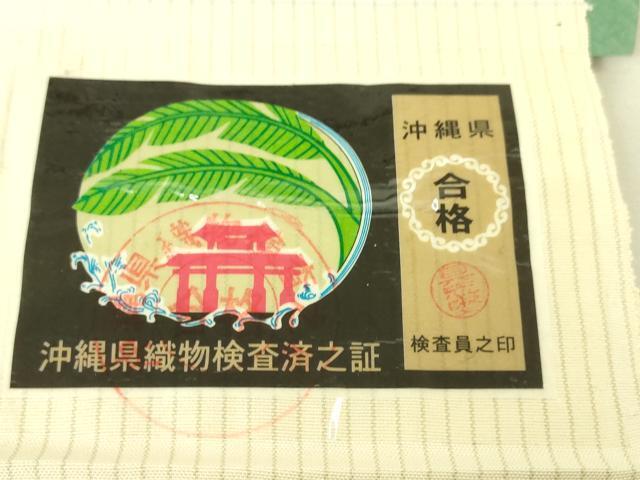 沖縄県織物検査済之証
沖縄県
合格
検査員之印